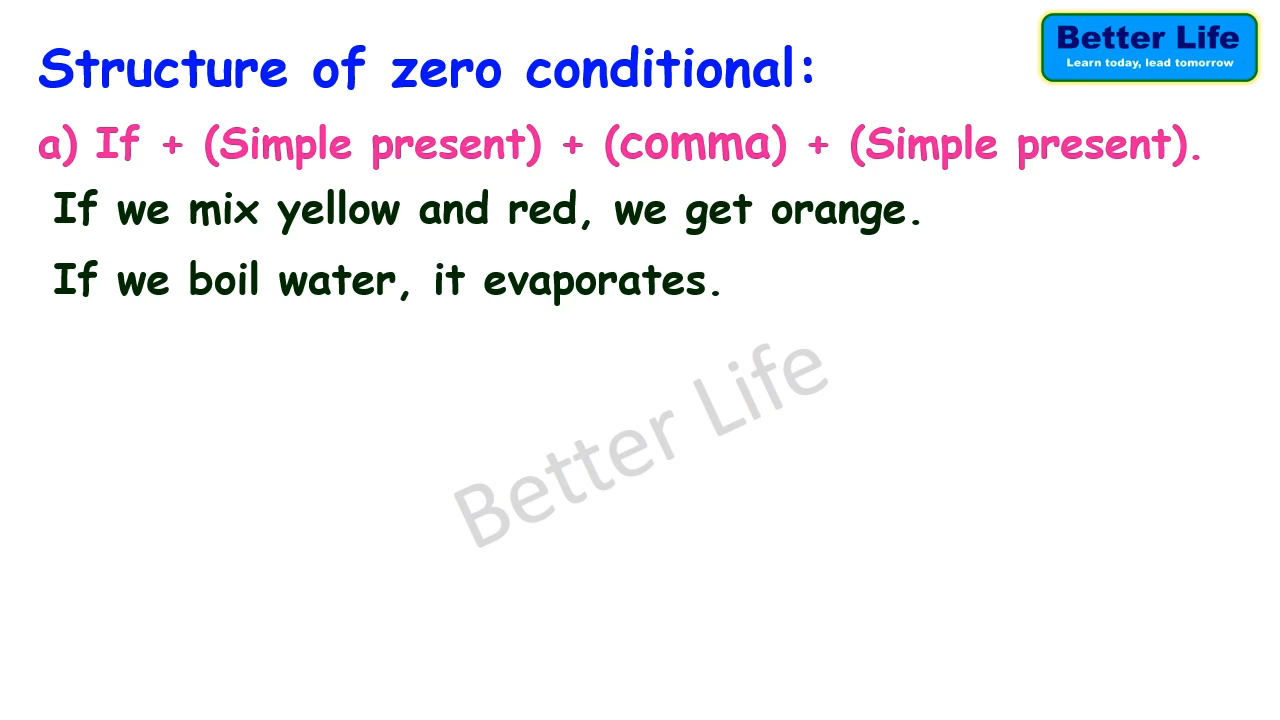 Better Life
Learn today, lead tomorrow
Structure of zero conditional:
a) If + (Simple present) + (comma) + (Simple present).
If we mix yellow and red, we get orange.
If we boil water, it evaporates.
Better Life